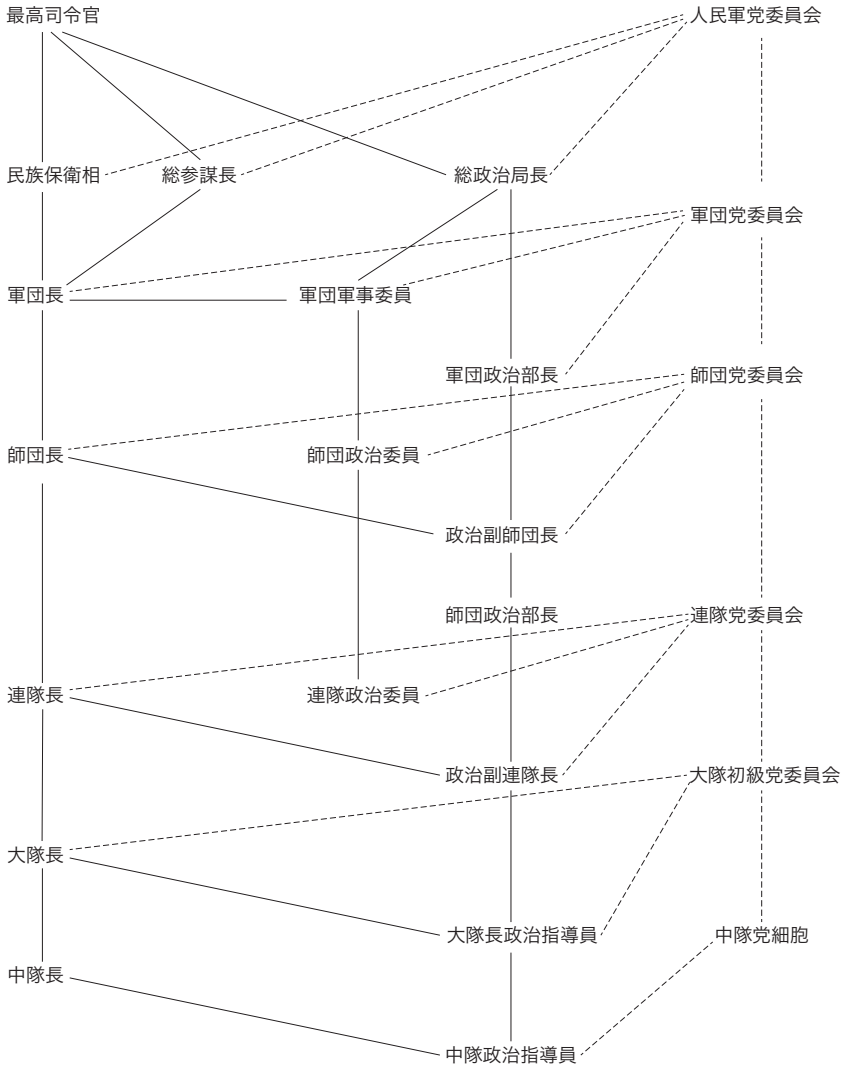 最高司令官
人民軍党委員会
民族保衛相
総参謀長
総政治局長
軍団党委員会
軍団長
軍団軍事委員
軍団政治部長
師団党委員会
師団長
師団政治委員
政治副師団長
師団政治部長
連隊党委員会
連隊長
連隊政治委員
政治副連隊長
大隊初級党委員会
大隊長
大隊長政治指導員
中隊党細胞
中隊長
中隊政治指導員